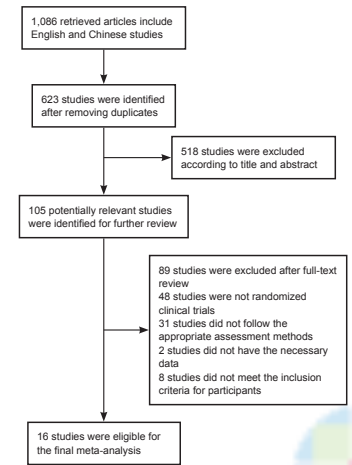 1,086 retrieved articles include
English and Chinese studies
623 studies were identified
after removing duplicates
518 studies were excluded
according to title and abstract
105 potentially relevant studies
were identified for further review
89 studies were excluded after full-text
review
48 studies were not randomized
clinical trials
31 studies did not follow the
appropriate assessment methods
2 studies did not have the necessary
data
8 studies did not meet the inclusion
criteria for participants
16 studies were eligible for
the final meta-analysis